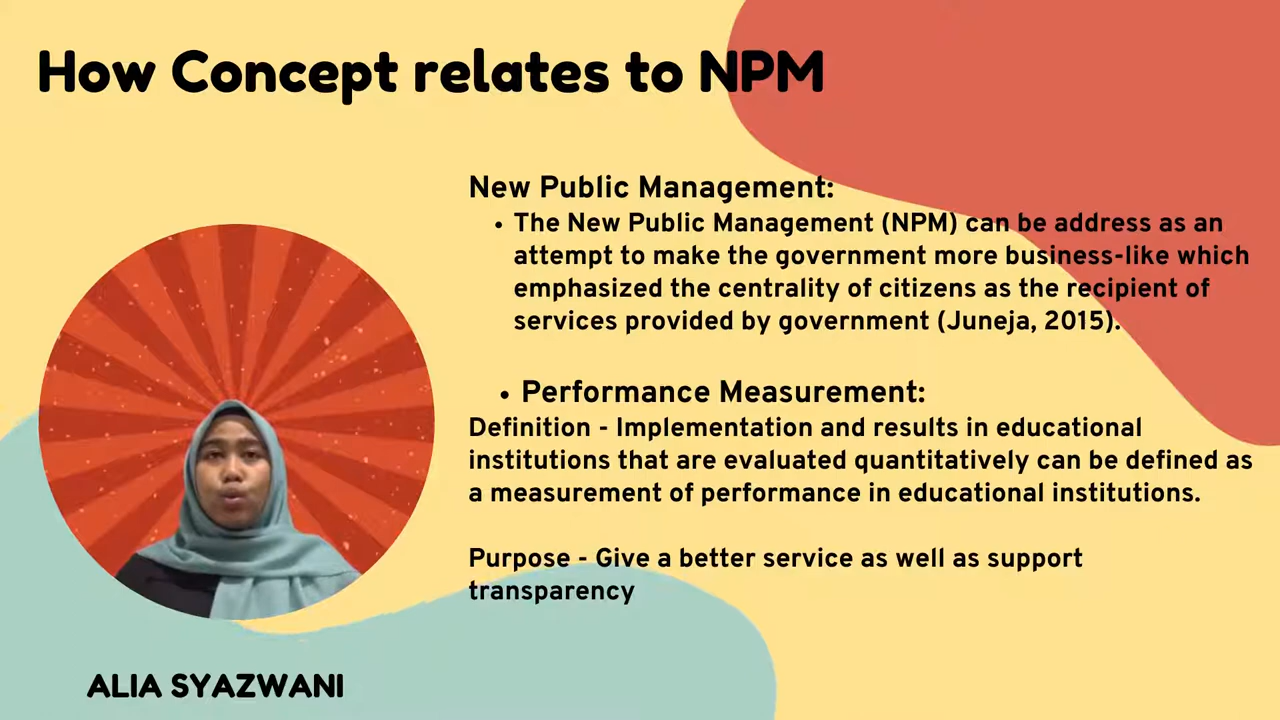 How Concept relates to NPM
New Public Management:
• The New Public Management (NPM) can be address as an
attempt to make the government more business-like which
emphasized the centrality of citizens as the recipient of
services provided by government (Juneja, 2015).
• Performance Measurement:
Definition - Implementation and results in educational
institutions that are evaluated quantitatively can be defined as
a measurement of performance in educational institutions.
Purpose - Give a better service as well as support
transparency
ALIA SYAZWANI